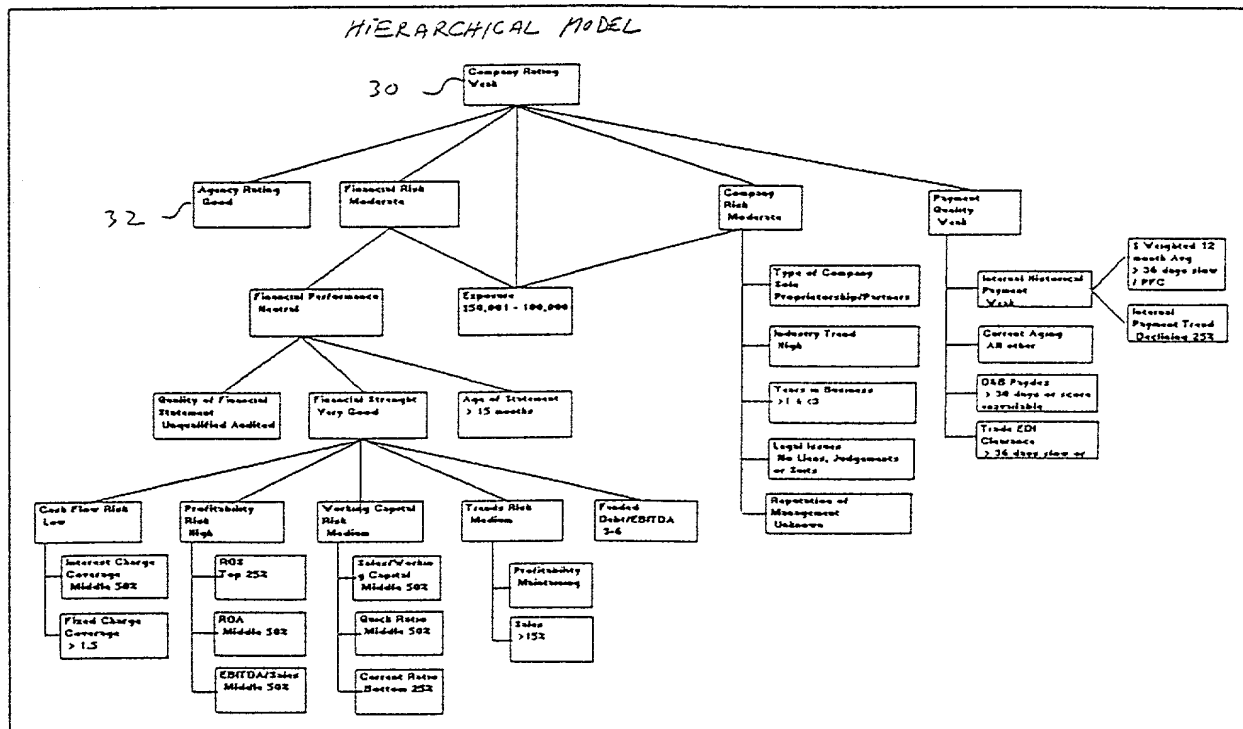 HIERARCHICAL MODEL
30
Company Rating
Weak
32
Agency Rating
Good
Financial Risk
Moderate
Company
Risk
Moderate
Payment
Quality
Weak
$ Weighted 12
month Avg
> 36 days slow
/ PFC
Internal
Payment Trend
Declining 25%
Financial Performance
Neutral
Exposure
$50,001 - 100,000
Type of Company
Sole
Proprietorship/Partners
Internal Historical
Payment
Weak
Industry Trend
High
Current Aging
All other
Quality of Financial
Statement
Unqualified Audited
Financial Strenght
Very Good
Age of Statement
> 15 months
Years in Business
>1 & <3
D&B Paydex
> 30 days or score
unavailable
Legal Issues
No Liens, Judgements
or Suits
Trade EDI
Clearance
> 36 days slow or
Reputation of
Management
Unknown
Cash Flow Risk
Low
Profitability
Risk
High
Working Capital
Risk
Medium
Trends Risk
Medium
Funded
Debt/EBITDA
3-6
Interest Charge
Coverage
Middle 50%
ROS
Top 25%
Sales/Workin
g Capital
Middle 50%
Profitability
Maintaining
Fixed Charge
Coverage
> 1.5
ROA
Middle 50%
Quick Ratio
Middle 50%
Sales
>15%
EBITDA/Sales
Middle 50%
Current Ratio
Bottom 25%